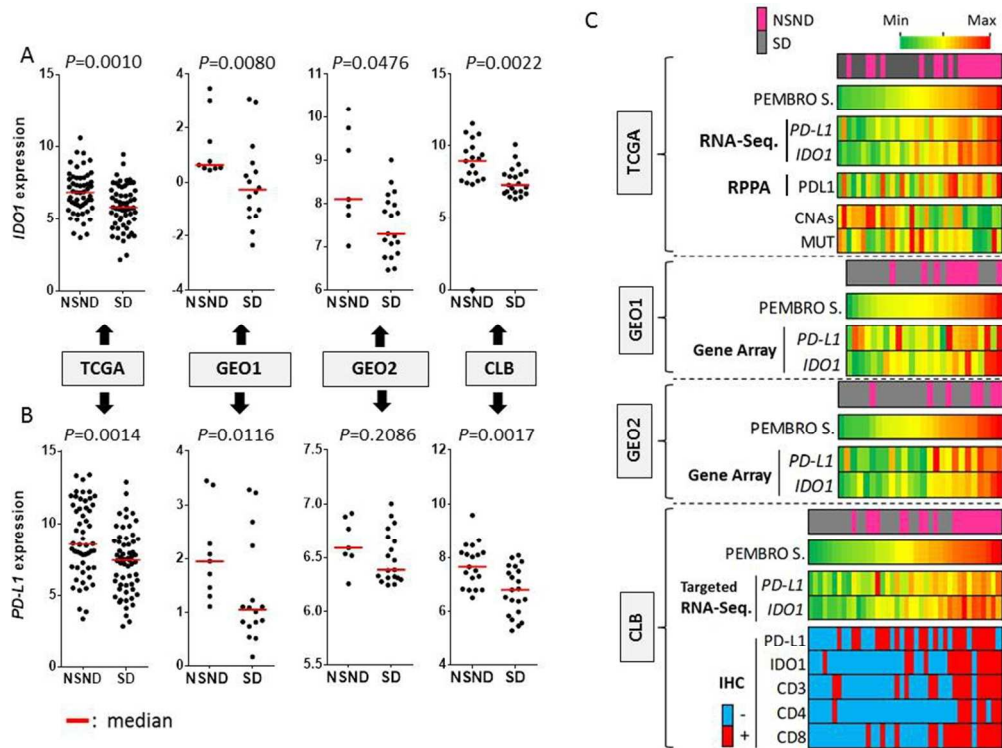 A
P=0.0010 P=0.0080 P=0.0476 P=0.0022
IDO1 expression
15
10
5
0
NSND SD
4
2
0
-2
-4
NSND SD
11
10
9
8
7
6
NSND SD
15
10
5
0
NSND SD
TCGA GEO1 GEO2 CLB
B
P=0.0014 P=0.0116 P=0.2086 P=0.0017
PD-L1 expression
15
10
5
0
NSND SD
4
3
2
1
0
NSND SD
7.5
7.0
6.5
6.0
5.5
NSND SD
12
10
8
6
4
NSND SD
: median
C
NSND
SD
Min Max
TCGA
PEMBRO S.
RNA-Seq.
PD-L1
IDO1
RPPA
PDL1
CNAs
MUT
GEO1
PEMBRO S.
Gene Array
PD-L1
IDO1
GEO2
PEMBRO S.
Gene Array
PD-L1
IDO1
CLB
PEMBRO S.
Targeted
RNA-Seq.
PD-L1
IDO1
IHC
-
+
PD-L1
IDO1
CD3
CD4
CD8